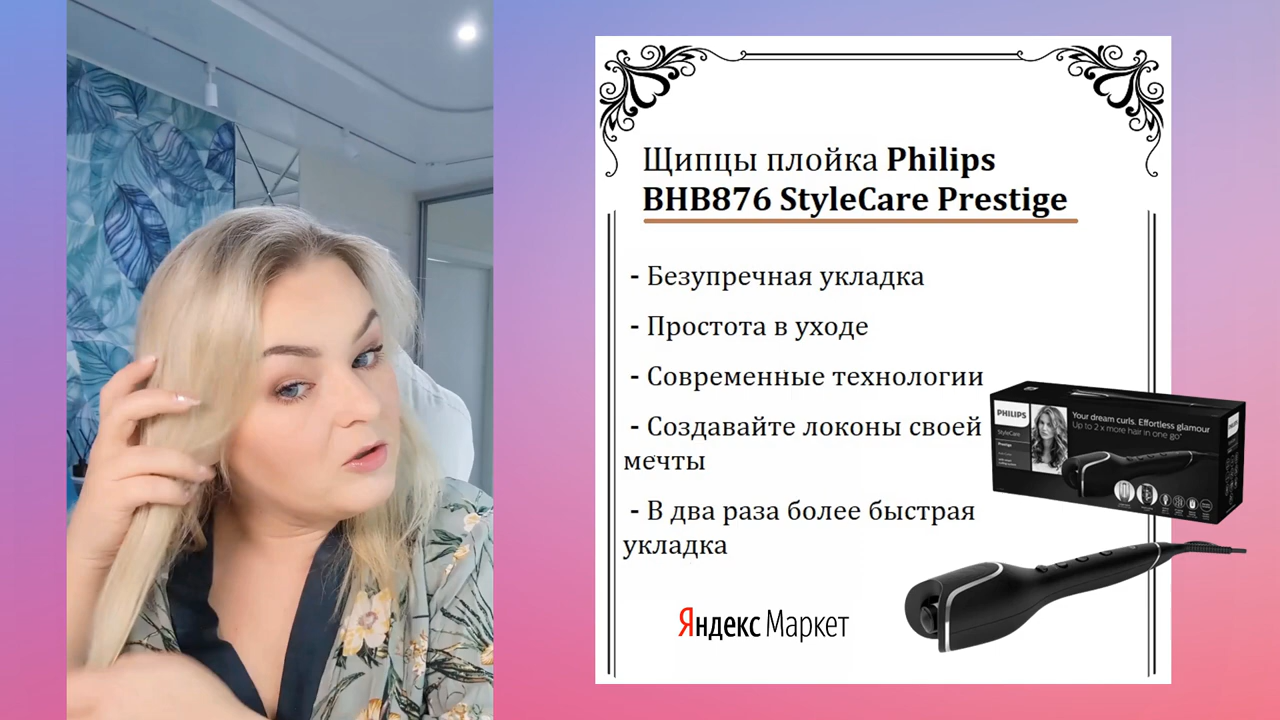 Щипцы плойка Philips
BHB876 StyleCare Prestige
- Безупречная укладка
- Простота в уходе
- Современные технологии
- Создавайте локоны своей
мечты
- В два раза более быстрая
укладка
PHILIPS
StyleCare
Prestige
Your dream curls. Effortless glamour
Up to 2 x more hair in one go*
Яндекс Маркет